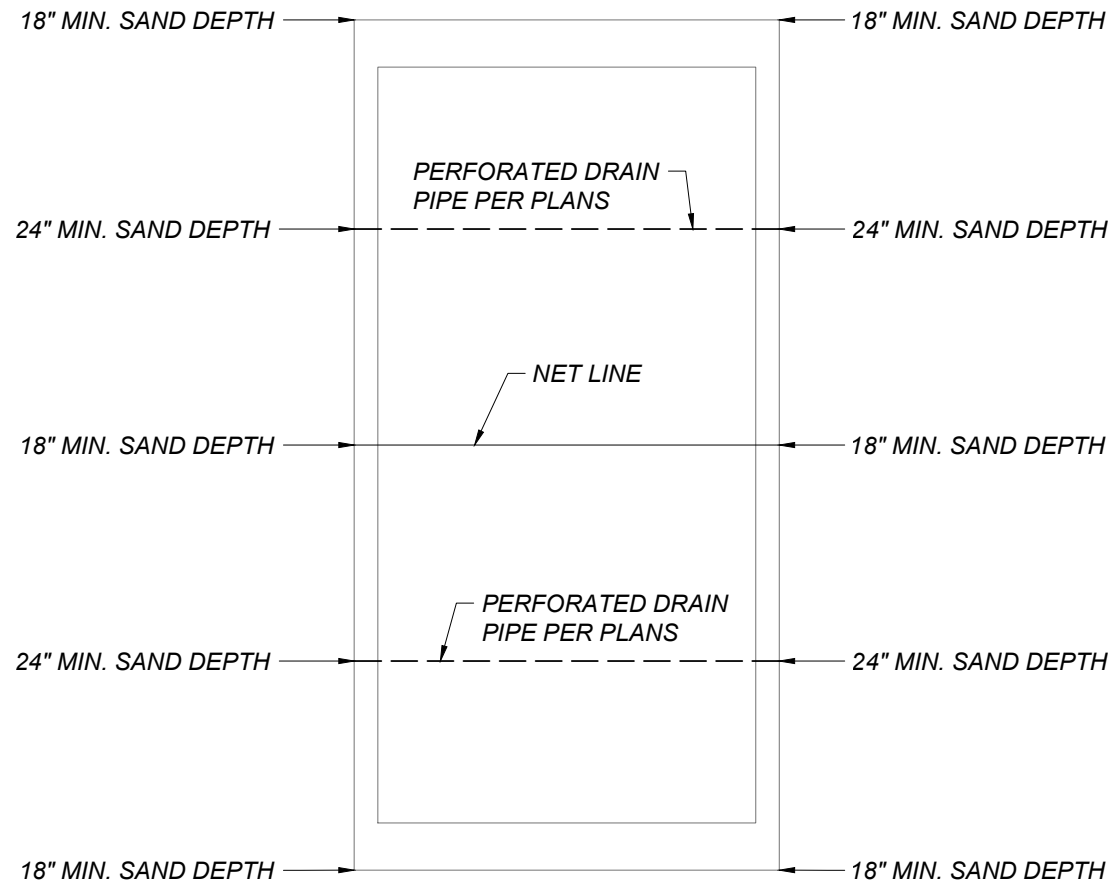 18" MIN. SAND DEPTH
18" MIN. SAND DEPTH
PERFORATED DRAIN
PIPE PER PLANS
24" MIN. SAND DEPTH
24" MIN. SAND DEPTH
NET LINE
18" MIN. SAND DEPTH
18" MIN. SAND DEPTH
PERFORATED DRAIN
PIPE PER PLANS
24" MIN. SAND DEPTH
24" MIN. SAND DEPTH
18" MIN. SAND DEPTH
18" MIN. SAND DEPTH